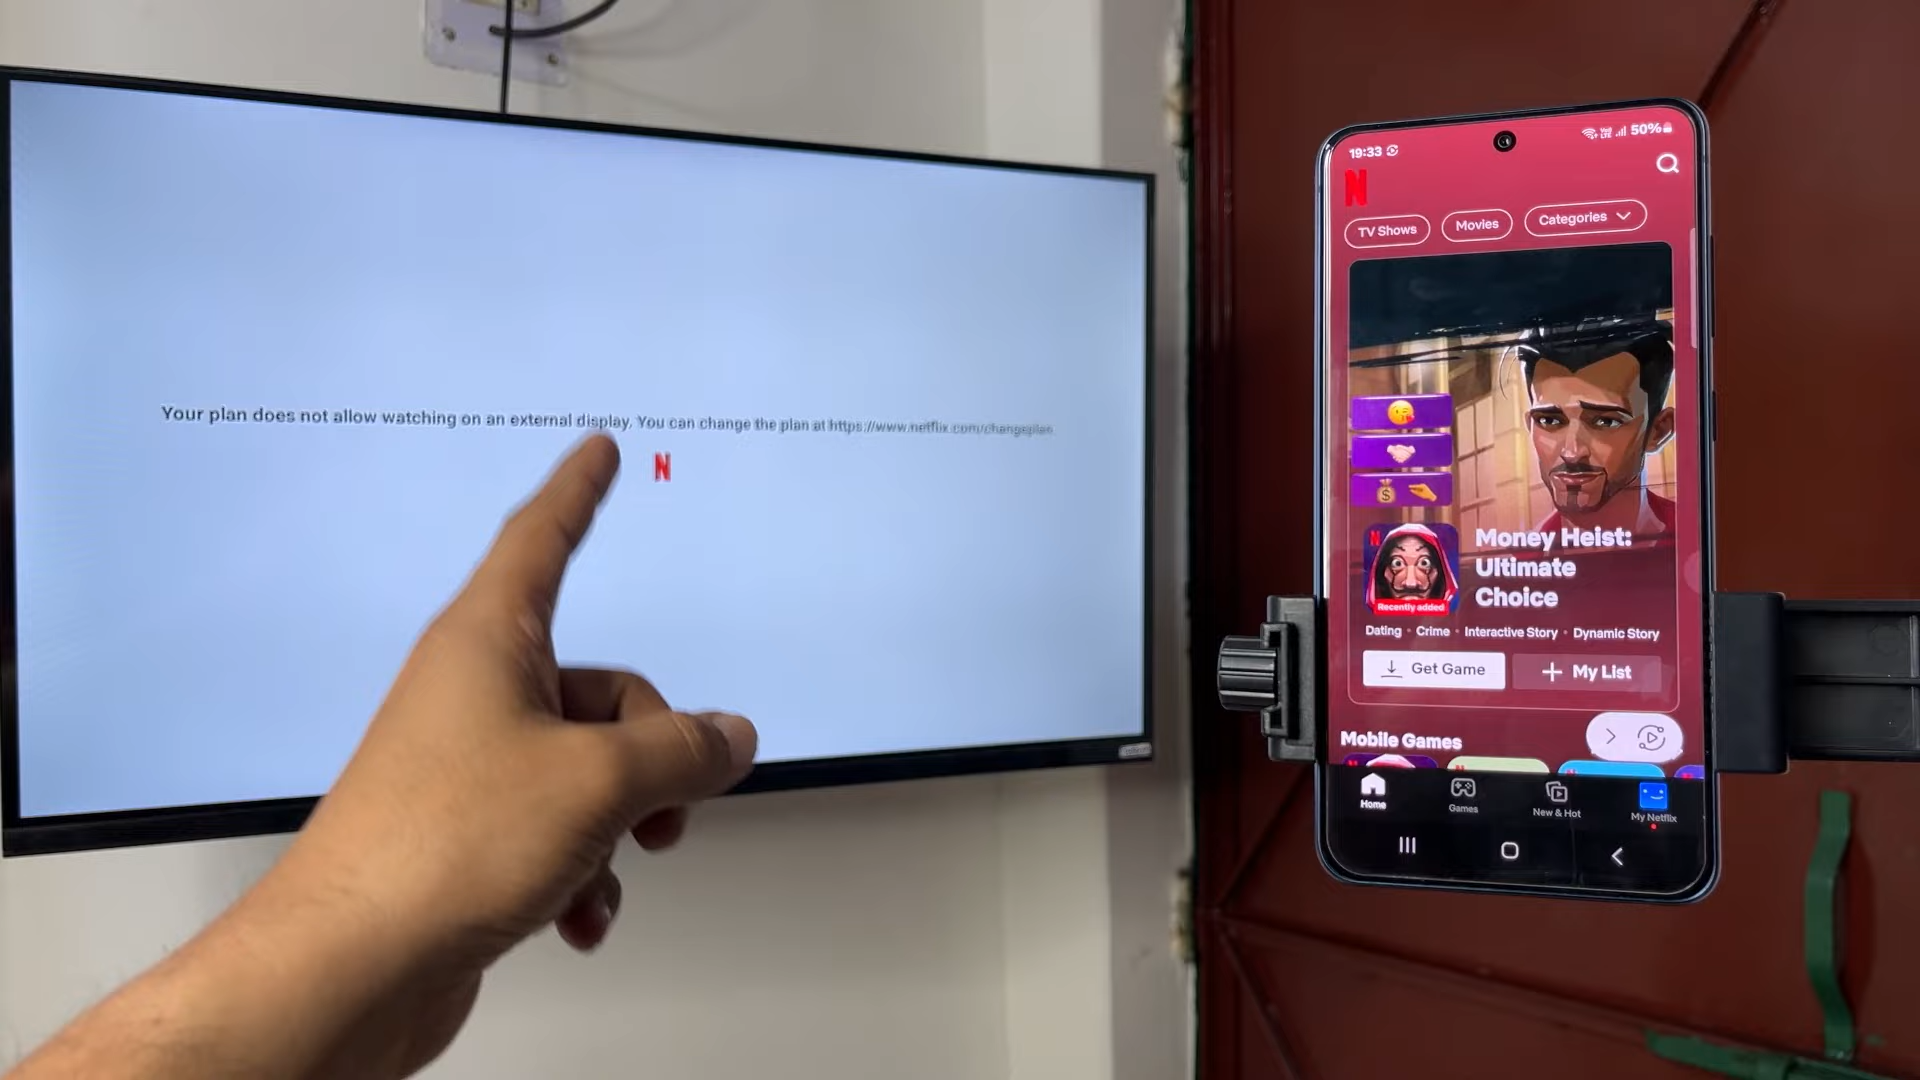 Your plan does not allow watching on an external display. You can change the plan at https://www.netflix.com/changeplan
N
19:33
VoD LTE
50%
N
TV Shows
Movies
Categories
$
N
Recently added
Money Heist:
Ultimate
Choice
Dating • Crime • Interactive Story • Dynamic Story
Get Game
+ My List
Mobile Games
Home
Games
New & Hot
My Netflix